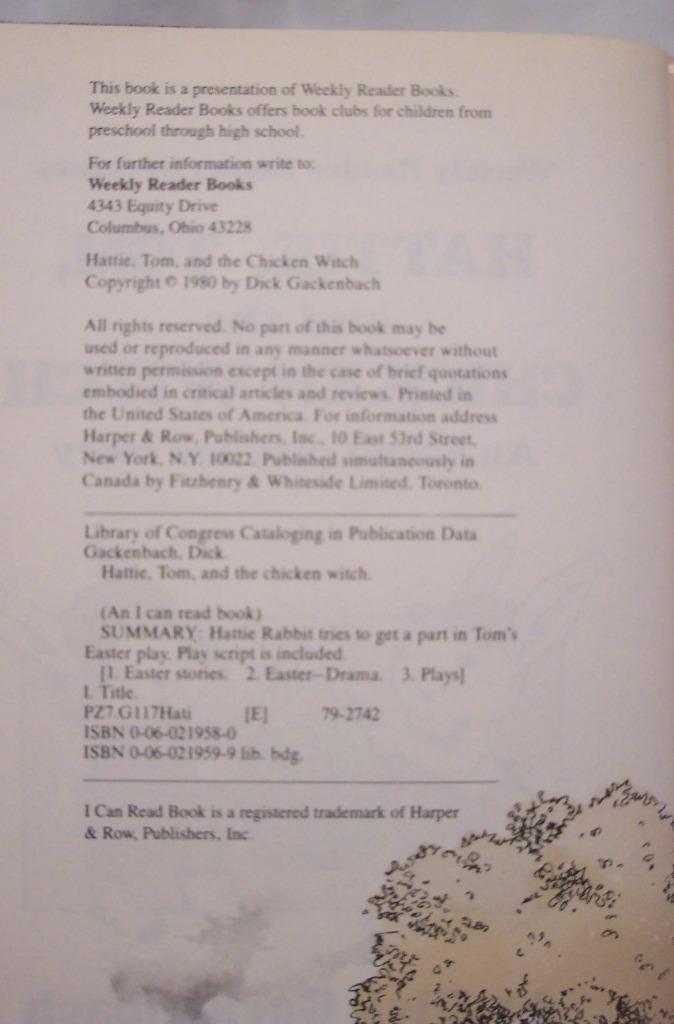 This book is a presentation of Weekly Reader Books.
Weekly Reader Books offers book clubs for children from
preschool through high school.
For further information write to:
Weekly Reader Books
4343 Equity Drive
Columbus, Ohio 43228
Hattie, Tom, and the Chicken Witch
Copyright © 1980 by Dick Gackenbach
All rights reserved. No part of this book may be
used or reproduced in any manner whatsoever without
written permission except in the case of brief quotations
embodied in critical articles and reviews. Printed in
the United States of America. For information address
Harper & Row, Publishers, Inc., 10 East 53rd Street,
New York, N.Y. 10022. Published simultaneously in
Canada by Fitzhenry & Whiteside Limited, Toronto.
Library of Congress Cataloging in Publication Data
Gackenbach, Dick.
Hattie, Tom, and the chicken witch.
(An I can read book)
SUMMARY: Hattie Rabbit tries to get a part in Tom's
Easter play. Play script is included.
[1. Easter stories. 2. Easter—Drama. 3. Plays]
I. Title.
PZ7.G117Hati [E] 79-2742
ISBN 0-06-021958-0
ISBN 0-06-021959-9 lib. bdg.
I Can Read Book is a registered trademark of Harper
& Row, Publishers, Inc.